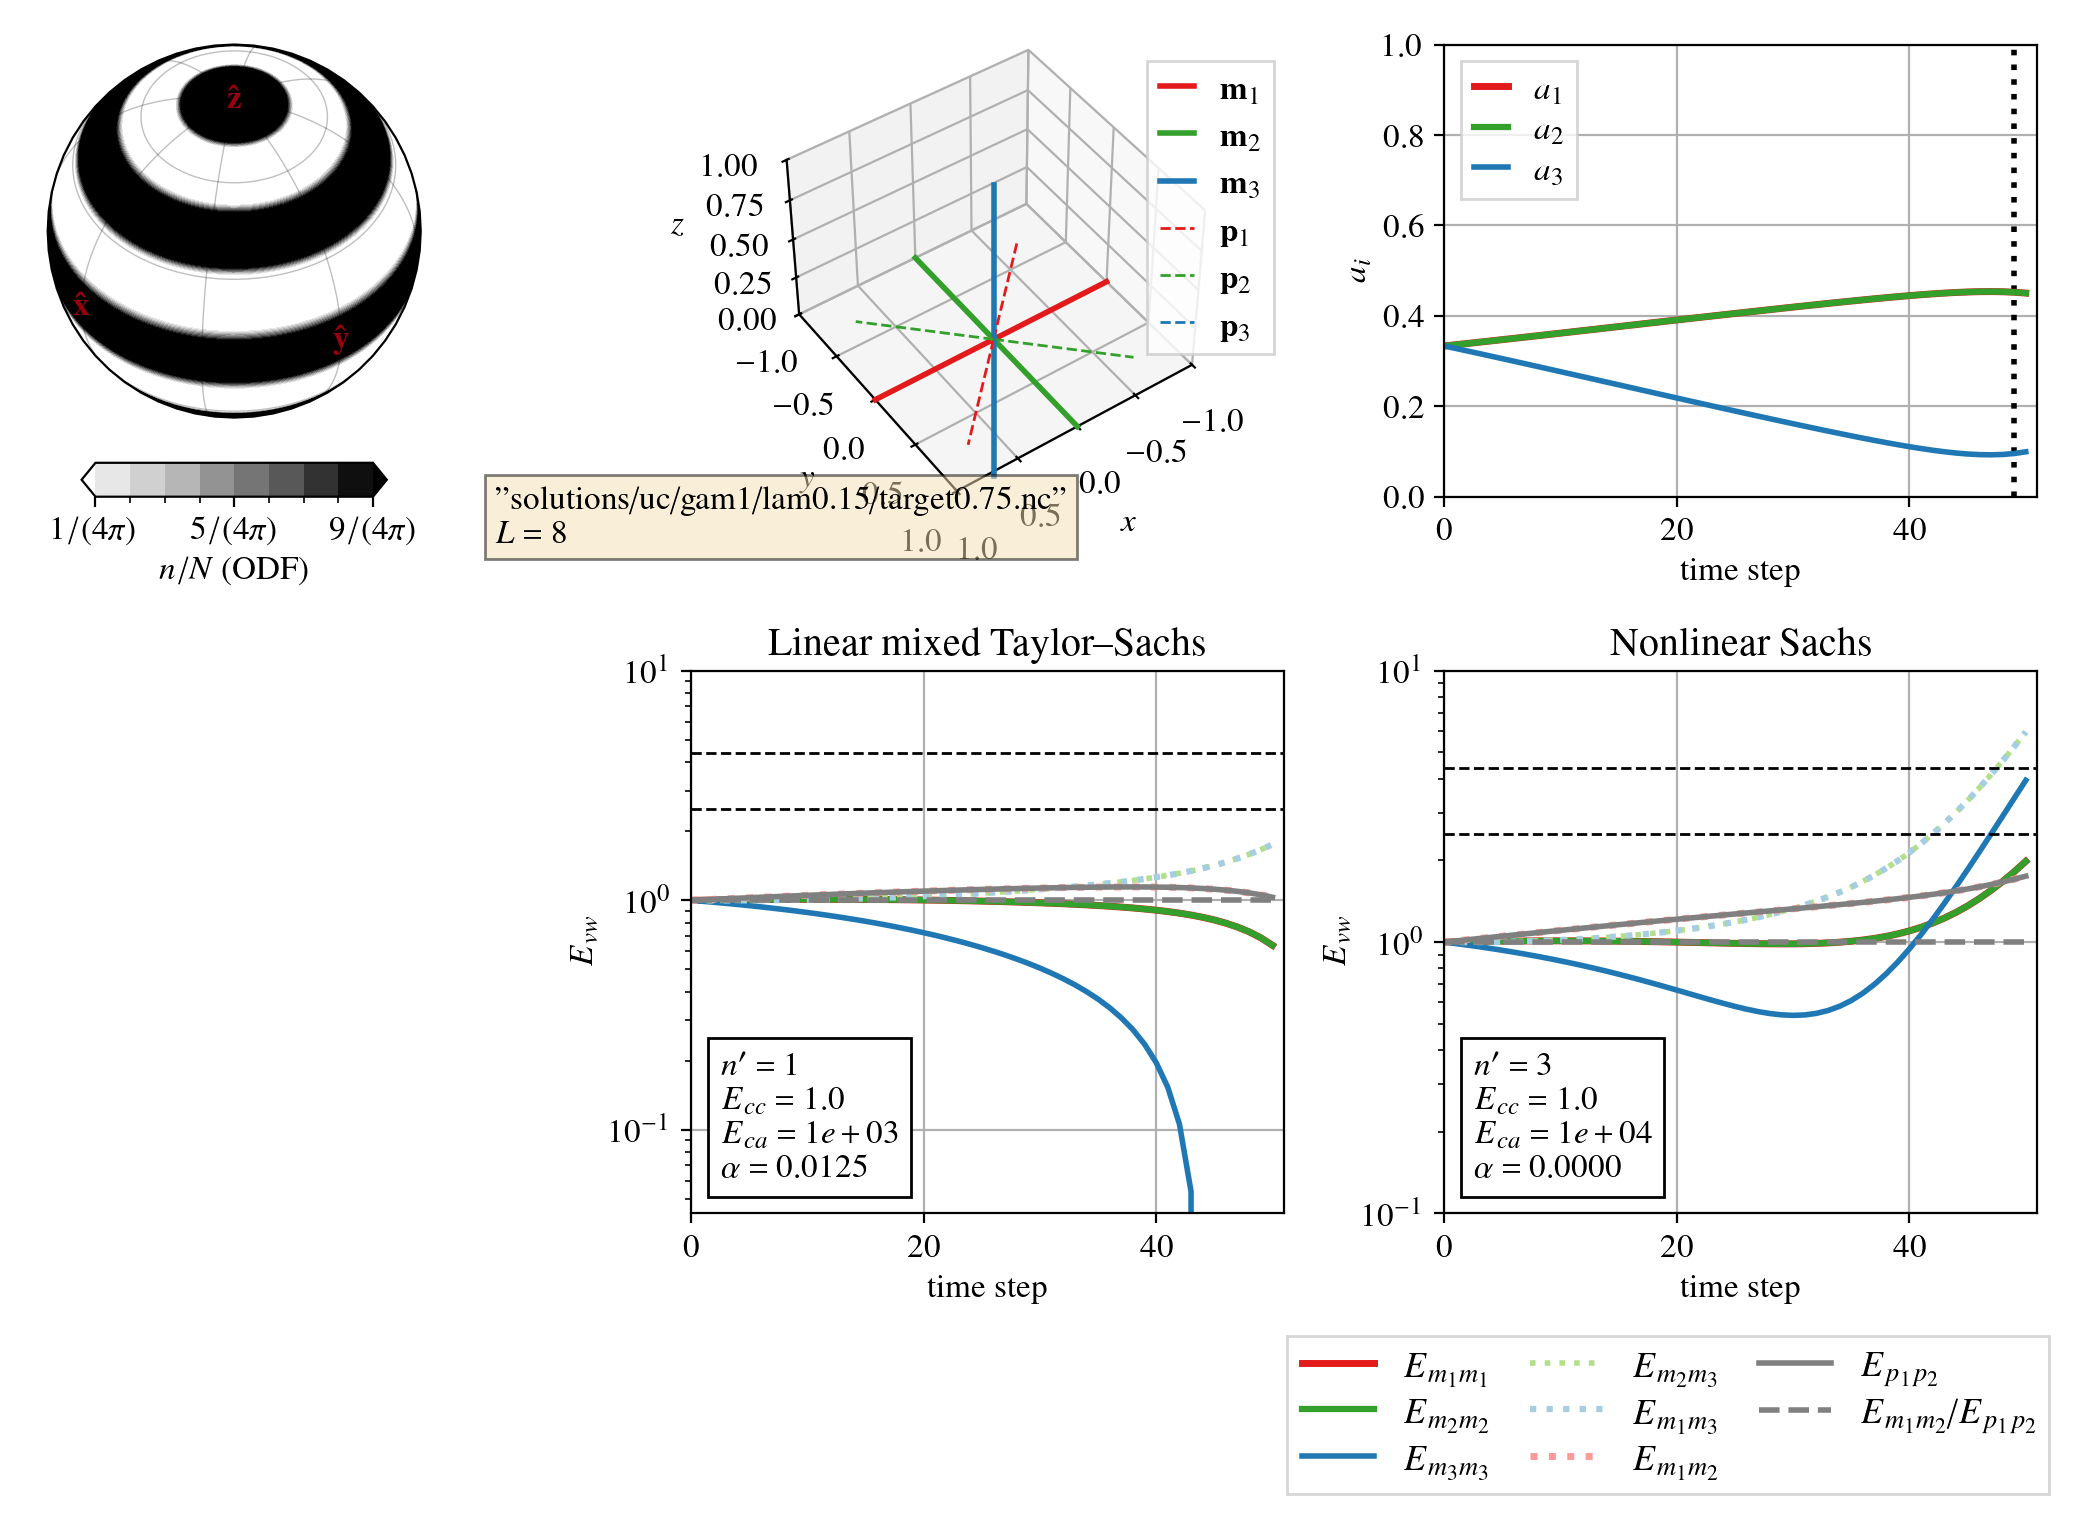 ẑ
x̂
ŷ
1/(4π) 5/(4π) 9/(4π)
n/N (ODF)
m1
m2
m3
p1
p2
p3
z
1.00
0.75
0.50
0.25
0.00
−1.0
−0.5
0.0
0.5
1.0
y
−1.0
−0.5
0.0
0.5
1.0
x
"solutions/uc/gam1/lam0.15/target0.75.nc"
L = 8
1.0
0.8
0.6
0.4
0.2
0.0
ai
a1
a2
a3
0 20 40
time step
Linear mixed Taylor–Sachs
10^1
10^0
10^−1
Evw
n′ = 1
Ecc = 1.0
Eca = 1e+03
α = 0.0125
0 20 40
time step
Nonlinear Sachs
10^1
10^0
10^−1
Evw
n′ = 3
Ecc = 1.0
Eca = 1e+04
α = 0.0000
0 20 40
time step
Em1m1
Em2m2
Em3m3
Em2m3
Em1m3
Em1m2
Ep1p2
Em1m2/Ep1p2